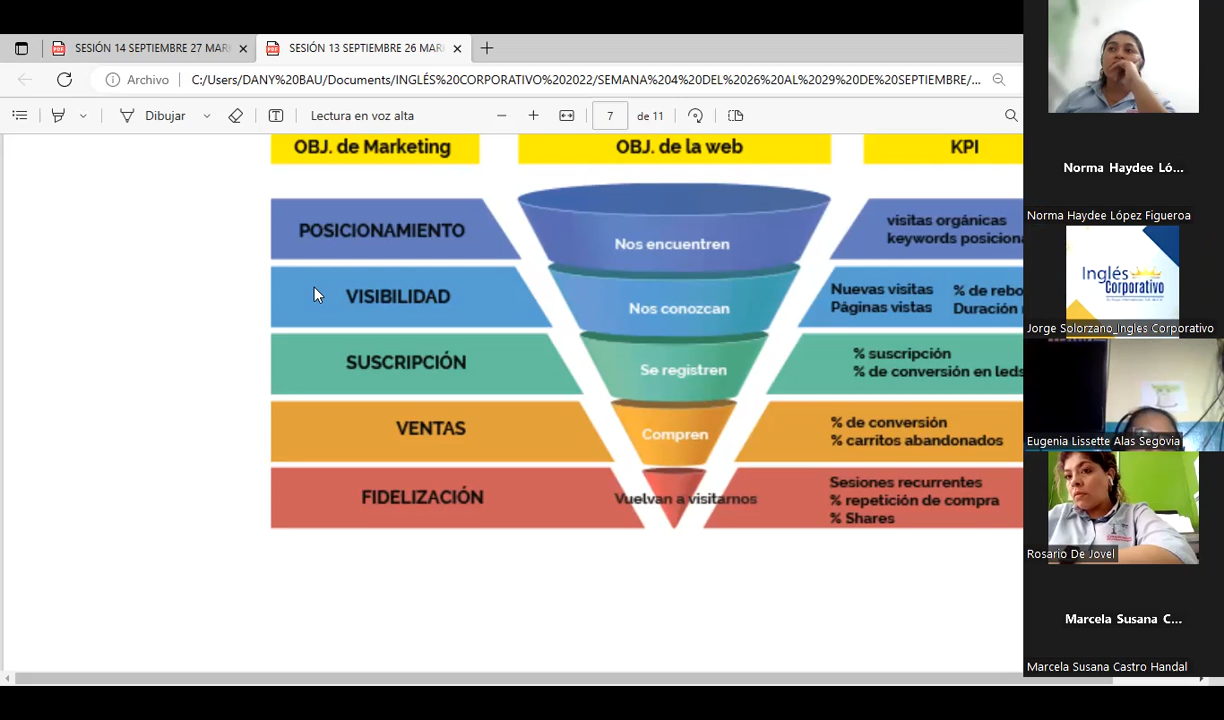 SESIÓN 14 SEPTIEMBRE 27 MAR
SESIÓN 13 SEPTIEMBRE 26 MAR
Archivo
C:/Users/DANY%20BAU/Documents/INGLÉS%20CORPORATIVO%202022/SEMANA%204%20DEL%2026%20AL%2029%20DE%20SEPTIEMBRE/...
Dibujar
Lectura en voz alta
7
de 11
OBJ. de Marketing
OBJ. de la web
KPI
POSICIONAMIENTO
Nos encuentren
visitas orgánicas
keywords posiciona
VISIBILIDAD
Nos conozcan
Nuevas visitas
% de rebo
Páginas vistas
Duración
SUSCRIPCIÓN
Se registren
% suscripción
% de conversión en leds
VENTAS
Compren
% de conversión
% carritos abandonados
FIDELIZACIÓN
Vuelvan a visitarnos
Sesiones recurrentes
% repetición de compra
% Shares
Norma Haydee Ló...
Norma Haydee López Figueroa
Inglés
Corporativo
Jorge Solorzano_Ingles Corporativo
Eugenia Lissette Alas Segovia
Rosario De Jovel
Marcela Susana C...
Marcela Susana Castro Handal